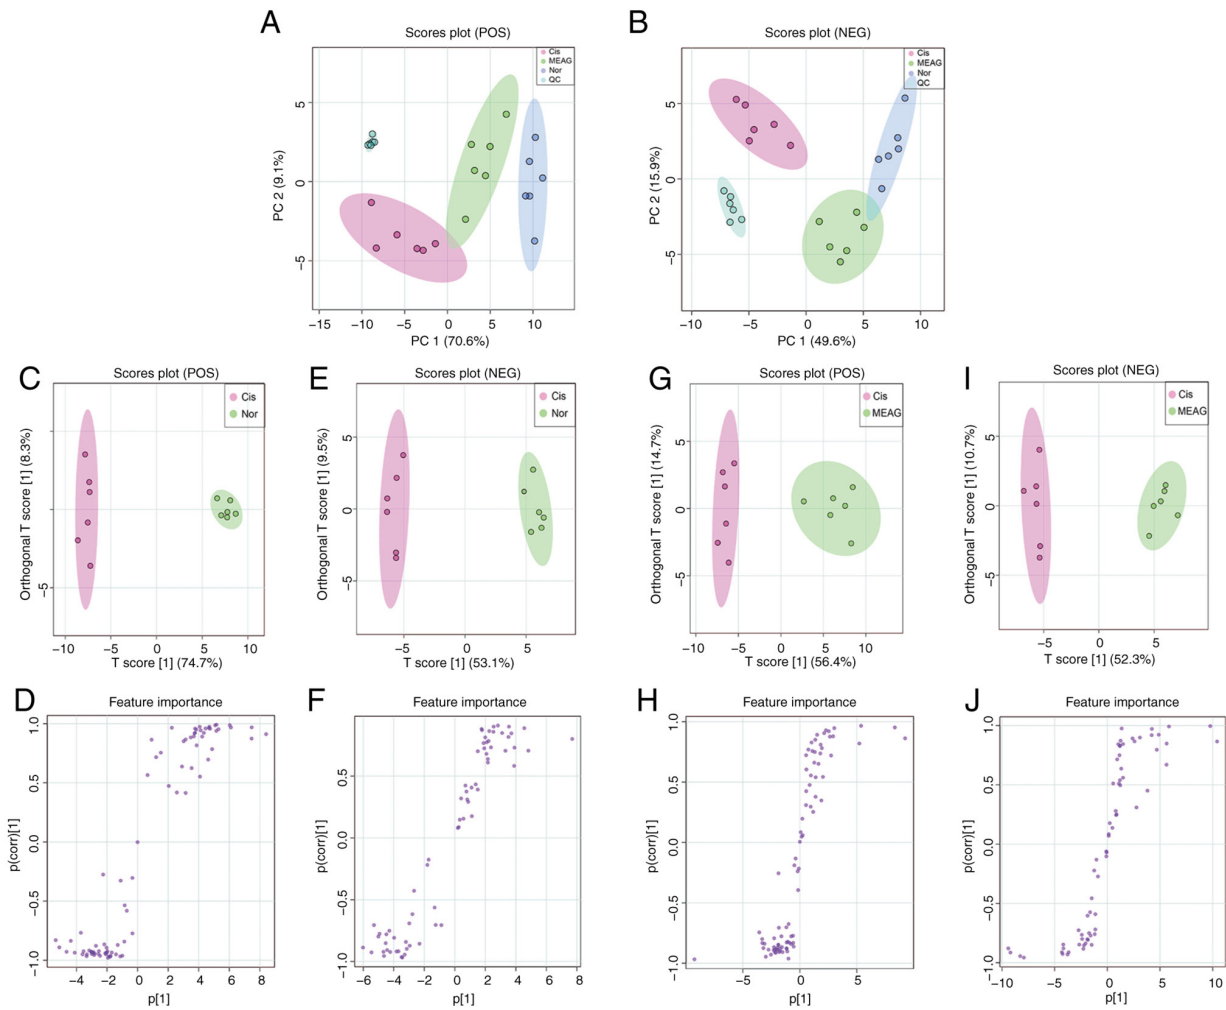 A
Scores plot (POS)
Cis
MEAG
Nor
QC
5
0
−5
PC 2 (9.1%)
−15 −10 −5 0 5 10
PC 1 (70.6%)
B
Scores plot (NEG)
Cis
MEAG
Nor
QC
5
0
−5
PC 2 (15.9%)
−10 −5 0 5 10
PC 1 (49.6%)
C
Scores plot (POS)
Cis
Nor
−5
Orthogonal T score [1] (8.3%)
−10 −5 0 5 10
T score [1] (74.7%)
E
Scores plot (NEG)
Cis
Nor
5
0
−5
Orthogonal T score [1] (9.5%)
−5 0 5
T score [1] (53.1%)
G
Scores plot (POS)
Cis
MEAG
5
0
−5
Orthogonal T score [1] (14.7%)
−10 −5 0 5
T score [1] (56.4%)
I
Scores plot (NEG)
Cis
MEAG
5
0
−5
Orthogonal T score [1] (10.7%)
−5 0 5
T score [1] (52.3%)
D
Feature importance
1.0
0.5
0.0
−0.5
−1.0
p(corr)[1]
−4 −2 0 2 4 6 8
p[1]
F
Feature importance
0.5
0.0
−0.5
−1.0
p(corr)[1]
−6 −4 −2 0 2 4 6 8
p[1]
H
Feature importance
1.0
0.5
0.0
−0.5
−1.0
p(corr)[1]
−5 0 5
p[1]
J
Feature importance
1.0
0.5
0.0
−0.5
−1.0
p(corr)[1]
−10 −5 0 5 10
p[1]